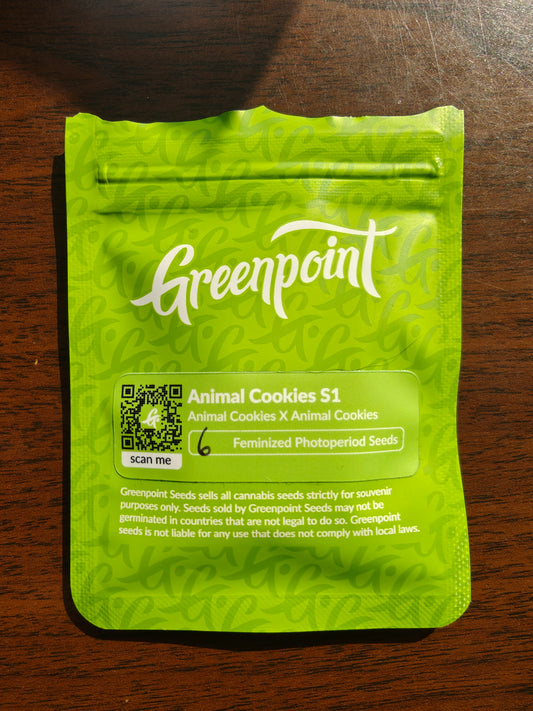 Greenpoint
Animal Cookies S1
Animal Cookies X Animal Cookies
6 Feminized Photoperiod Seeds
scan me
Greenpoint Seeds sells all cannabis seeds strictly for souvenir
purposes only. Seeds sold by Greenpoint Seeds may not be
germinated in countries that are not legal to do so. Greenpoint
seeds is not liable for any use that does not comply with local laws.